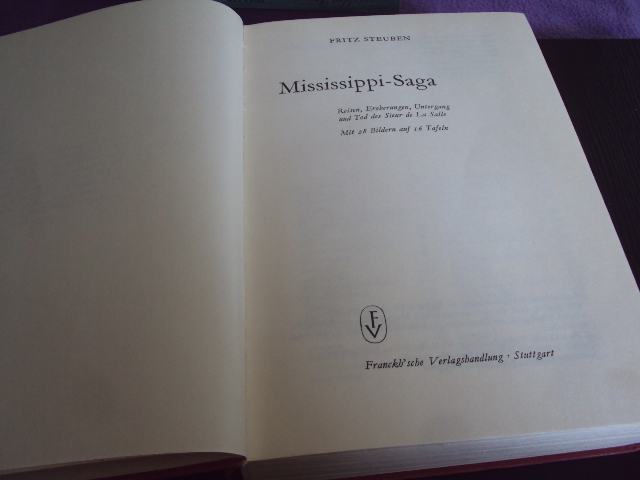 FRITZ STEUBEN
Mississippi-Saga
Reisen, Eroberungen, Untergang
und Tod des Sieur de La Salle
Mit 28 Bildern auf 16 Tafeln
FV
Franckh'sche Verlagshandlung · Stuttgart